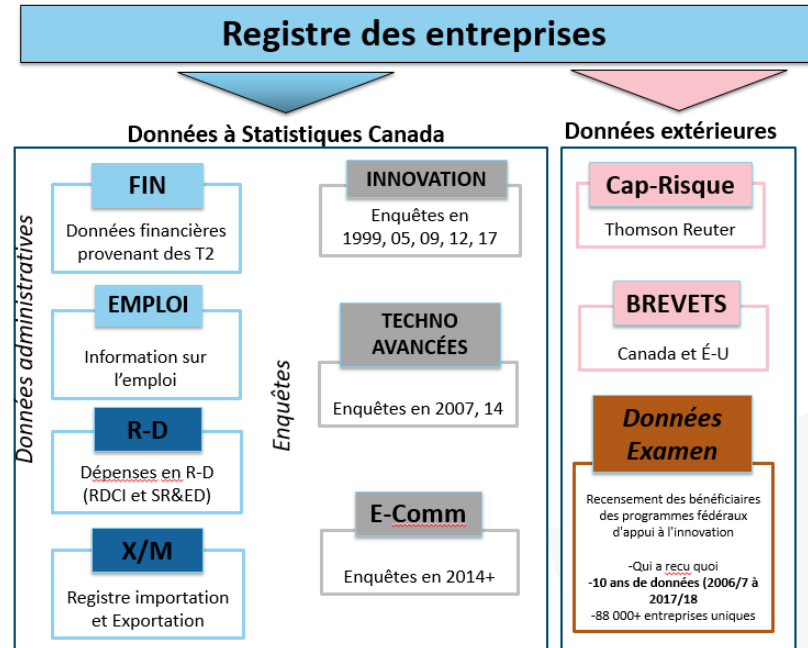 Registre des entreprises
Données à Statistiques Canada
Données administratives
FIN
Données financières
provenant des T2
EMPLOI
Information sur
l'emploi
R-D
Dépenses en R-D
(RDCI et SR&ED)
X/M
Registre importation
et Exportation
Enquêtes
INNOVATION
Enquêtes en
1999, 05, 09, 12, 17
TECHNO
AVANCÉES
Enquêtes en 2007, 14
E-Comm
Enquêtes en 2014+
Données extérieures
Cap-Risque
Thomson Reuter
BREVETS
Canada et É-U
Données
Examen
Recensement des bénéficiaires
des programmes fédéraux
d'appui à l'innovation
-Qui a recu quoi
-10 ans de données (2006/7 à
2017/18
-88 000+ entreprises uniques